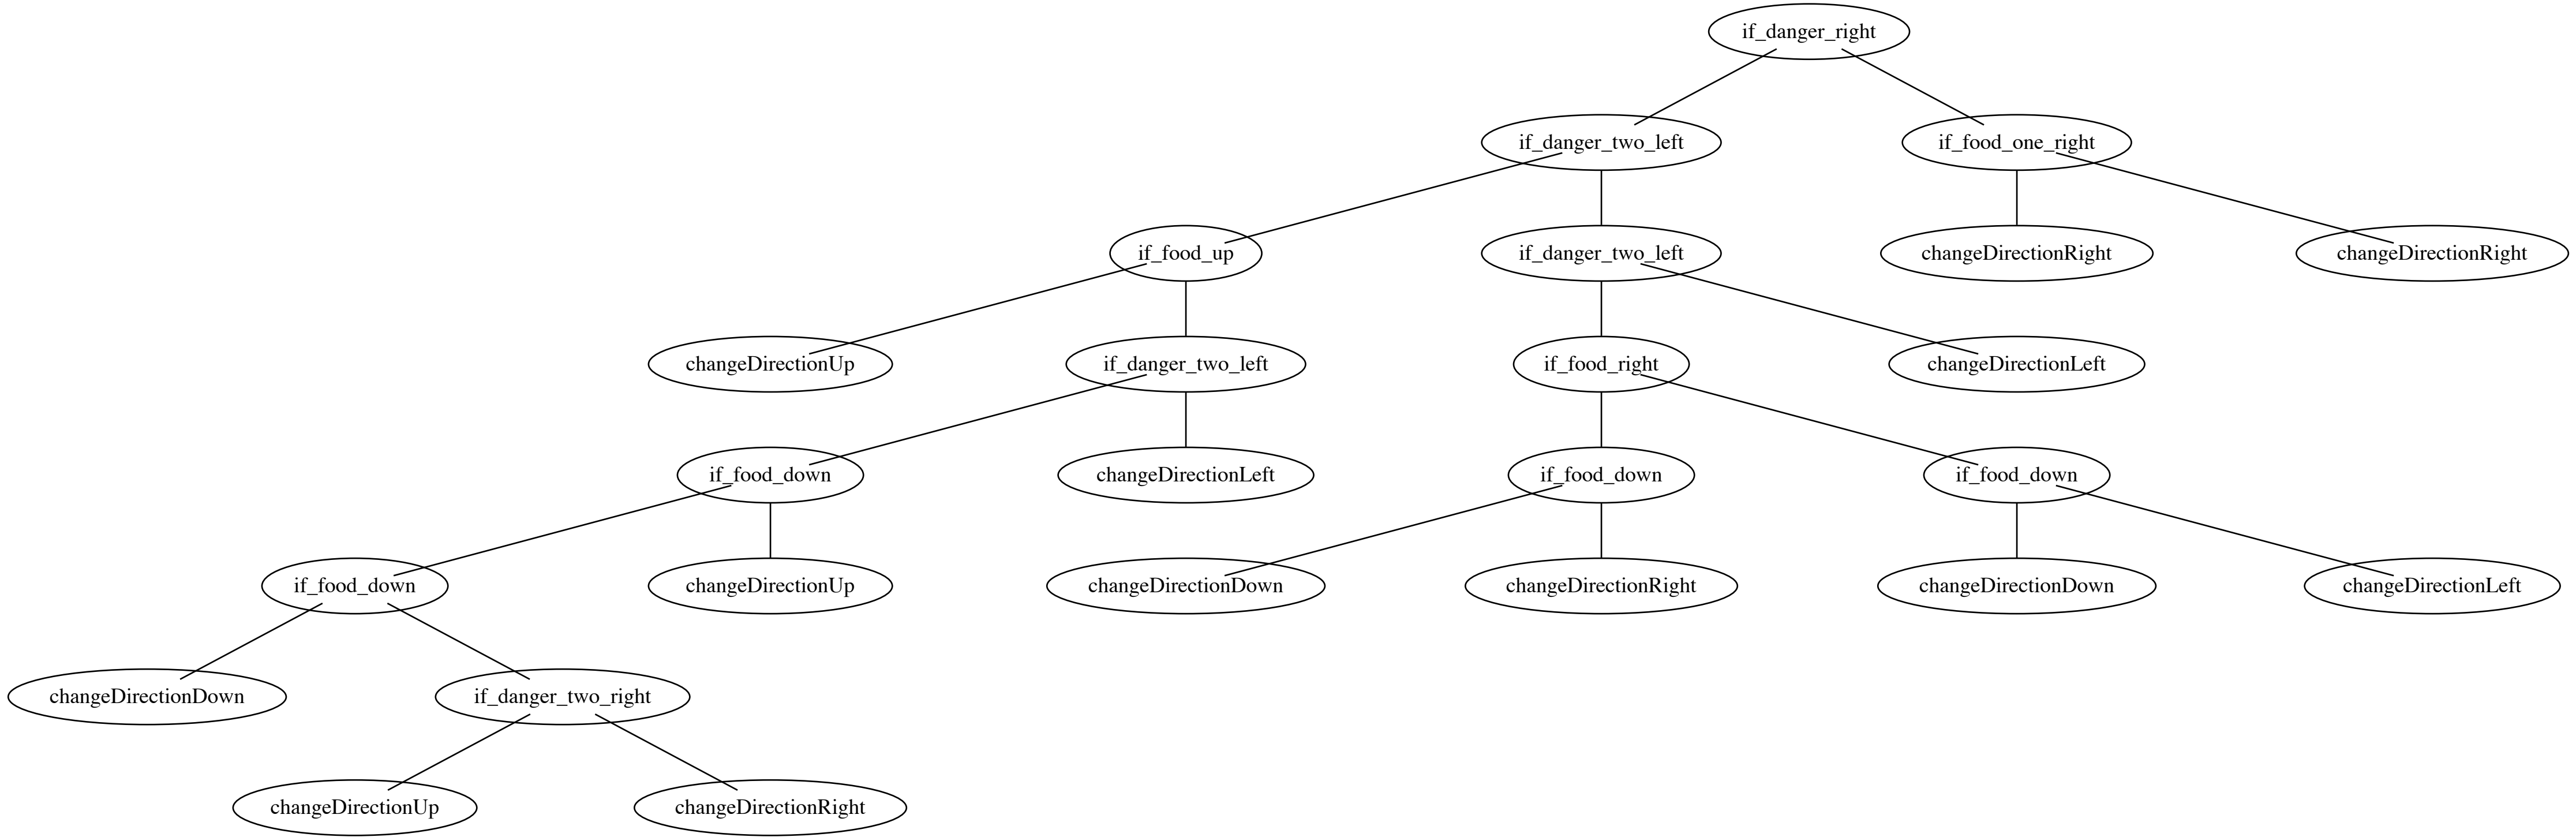 if_danger_right
if_danger_two_left
if_food_one_right
if_food_up
if_danger_two_left
changeDirectionRight
changeDirectionRight
changeDirectionUp
if_danger_two_left
if_food_right
changeDirectionLeft
if_food_down
changeDirectionLeft
if_food_down
if_food_down
if_food_down
changeDirectionUp
changeDirectionDown
changeDirectionRight
changeDirectionDown
changeDirectionLeft
changeDirectionDown
if_danger_two_right
changeDirectionUp
changeDirectionRight